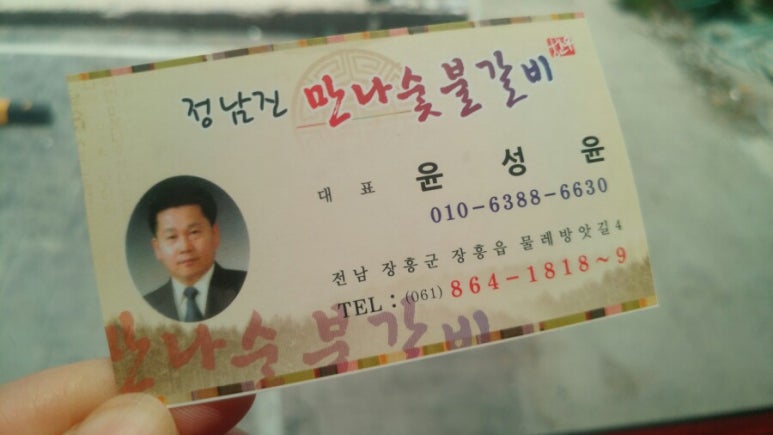 정남진 만나숯불갈비
대 표 윤 성 윤
010-6388-6630
전남 장흥군 장흥읍 물레방앗길 4
TEL : (061) 864-1818~9
만나숯불갈비